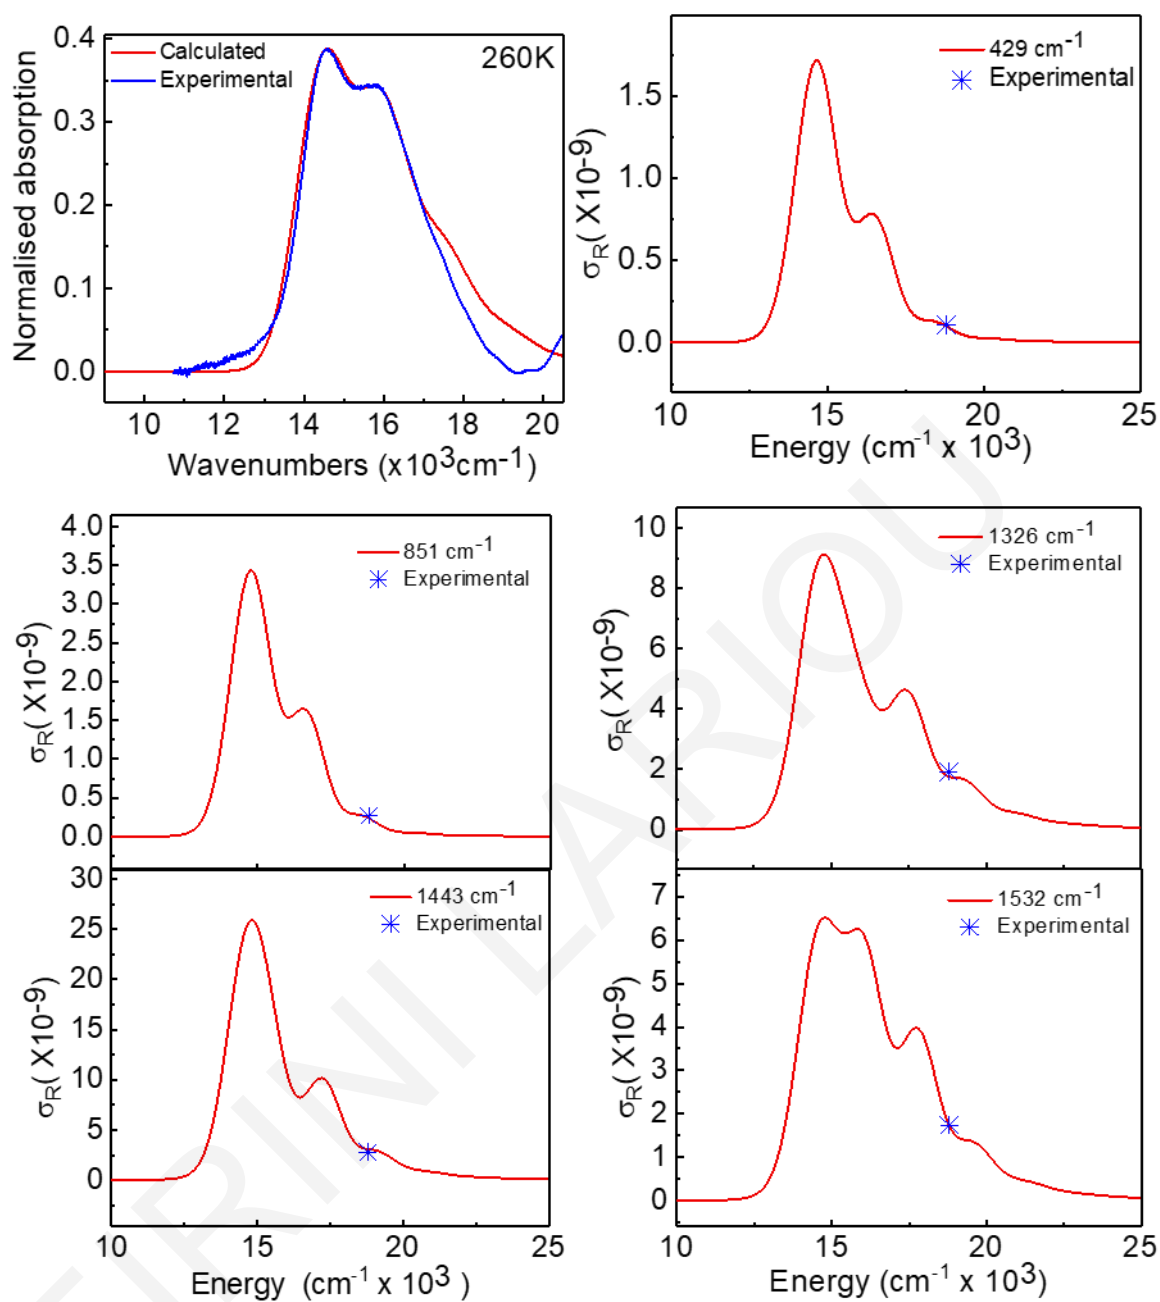 Calculated
Experimental
260K
0.4
0.3
0.2
0.1
0.0
Normalised absorption
10 12 14 16 18 20
Wavenumbers (x10³cm⁻¹)
429 cm⁻¹
Experimental
1.5
1.0
0.5
0.0
σR( X10-9)
10 15 20 25
Energy (cm⁻¹ x 10³)
851 cm⁻¹
Experimental
4.0
3.5
3.0
2.5
2.0
1.5
1.0
0.5
0.0
σR( X10-9)
1326 cm⁻¹
Experimental
10
8
6
4
2
0
σR( X10-9)
1443 cm⁻¹
Experimental
30
25
20
15
10
5
0
σR( X10-9)
10 15 20 25
Energy (cm⁻¹ x 10³ )
1532 cm⁻¹
Experimental
7
6
5
4
3
2
1
0
σR( X10-9)
10 15 20 25
Energy (cm⁻¹ x 10³)
EIRINI LARIOU